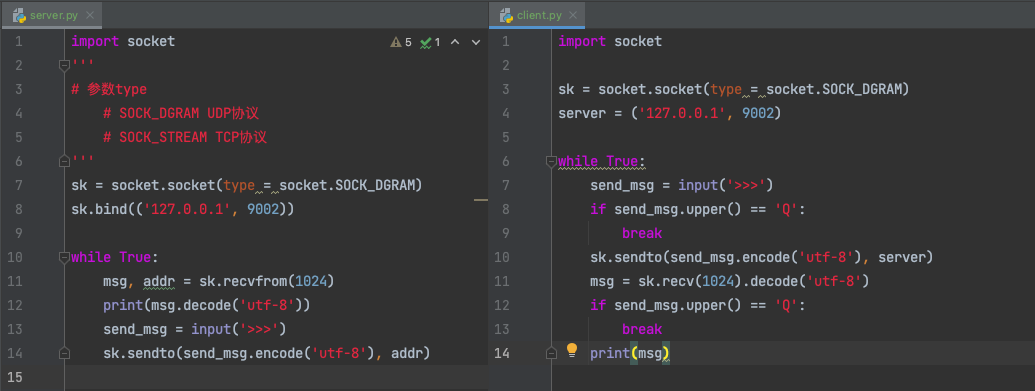 server.py
1 import socket
2 '''
3 # 参数type
4     # SOCK_DGRAM UDP协议
5     # SOCK_STREAM TCP协议
6 '''
7 sk = socket.socket(type = socket.SOCK_DGRAM)
8 sk.bind(('127.0.0.1', 9002))
9
10 while True:
11     msg, addr = sk.recvfrom(1024)
12     print(msg.decode('utf-8'))
13     send_msg = input('>>>')
14     sk.sendto(send_msg.encode('utf-8'), addr)
15
5 1
client.py
1 import socket
2
3 sk = socket.socket(type = socket.SOCK_DGRAM)
4 server = ('127.0.0.1', 9002)
5
6 while True:
7     send_msg = input('>>>')
8     if send_msg.upper() == 'Q':
9         break
10     sk.sendto(send_msg.encode('utf-8'), server)
11     msg = sk.recv(1024).decode('utf-8')
12     if send_msg.upper() == 'Q':
13         break
14     print(msg)